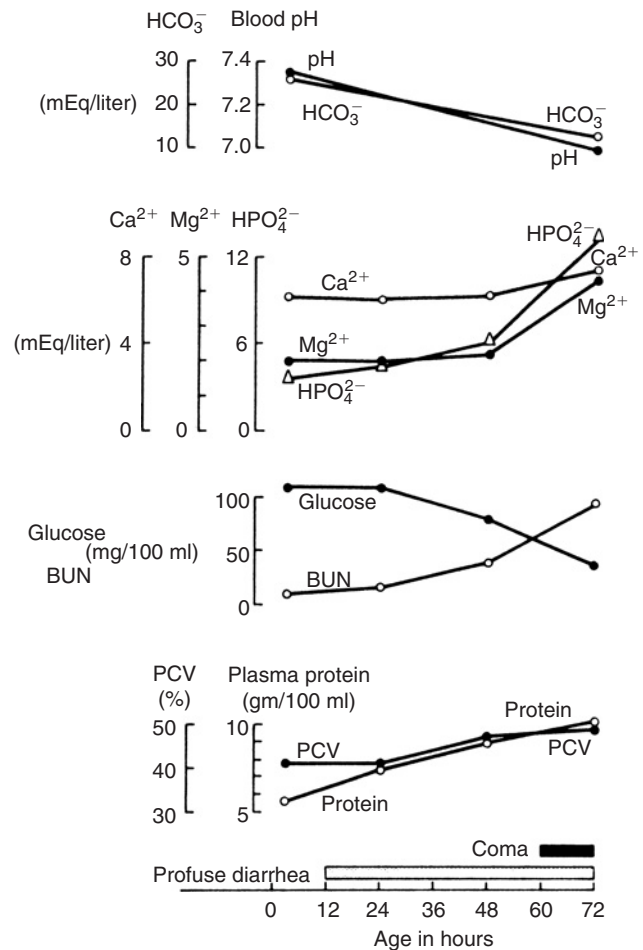 HCO₃⁻ Blood pH
30 7.4 pH
(mEq/liter) 20 7.2 HCO₃⁻ HCO₃⁻
10 7.0 pH
Ca²⁺ Mg²⁺ HPO₄²⁻
HPO₄²⁻
8 5 12 Ca²⁺
Ca²⁺
Mg²⁺
(mEq/liter) 4 6 Mg²⁺
HPO₄²⁻
0 0 0
100 Glucose
Glucose (mg/100 ml) 50
BUN BUN
0
PCV Plasma protein
(%) (gm/100 ml)
50 10 Protein
40 PCV PCV
30 5 Protein
Coma
Profuse diarrhea
0 12 24 36 48 60 72
Age in hours